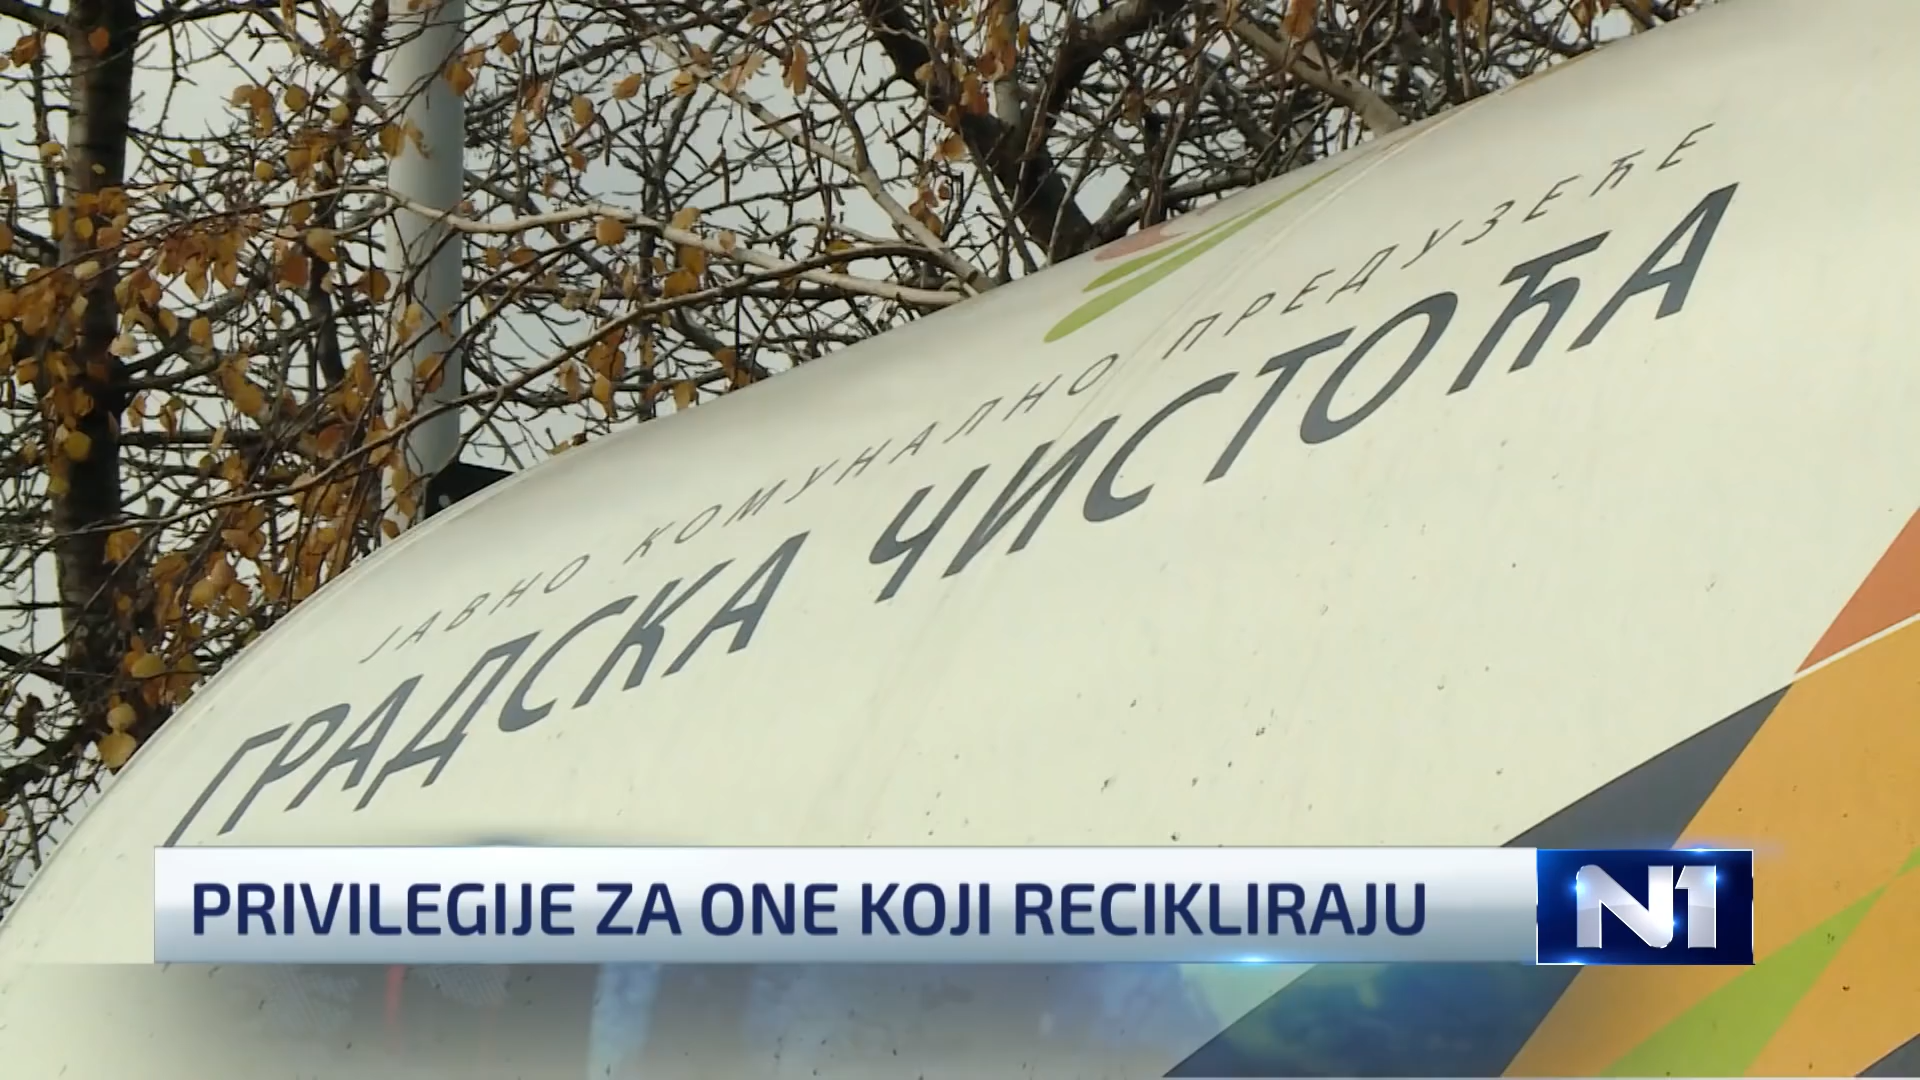 ЈАВНО КОМУНАЛНО ПРЕДУЗЕЋЕ
ГРАДСКА ЧИСТОЋА
PRIVILEGIJE ZA ONE KOJI RECIKLIRAJU
N1